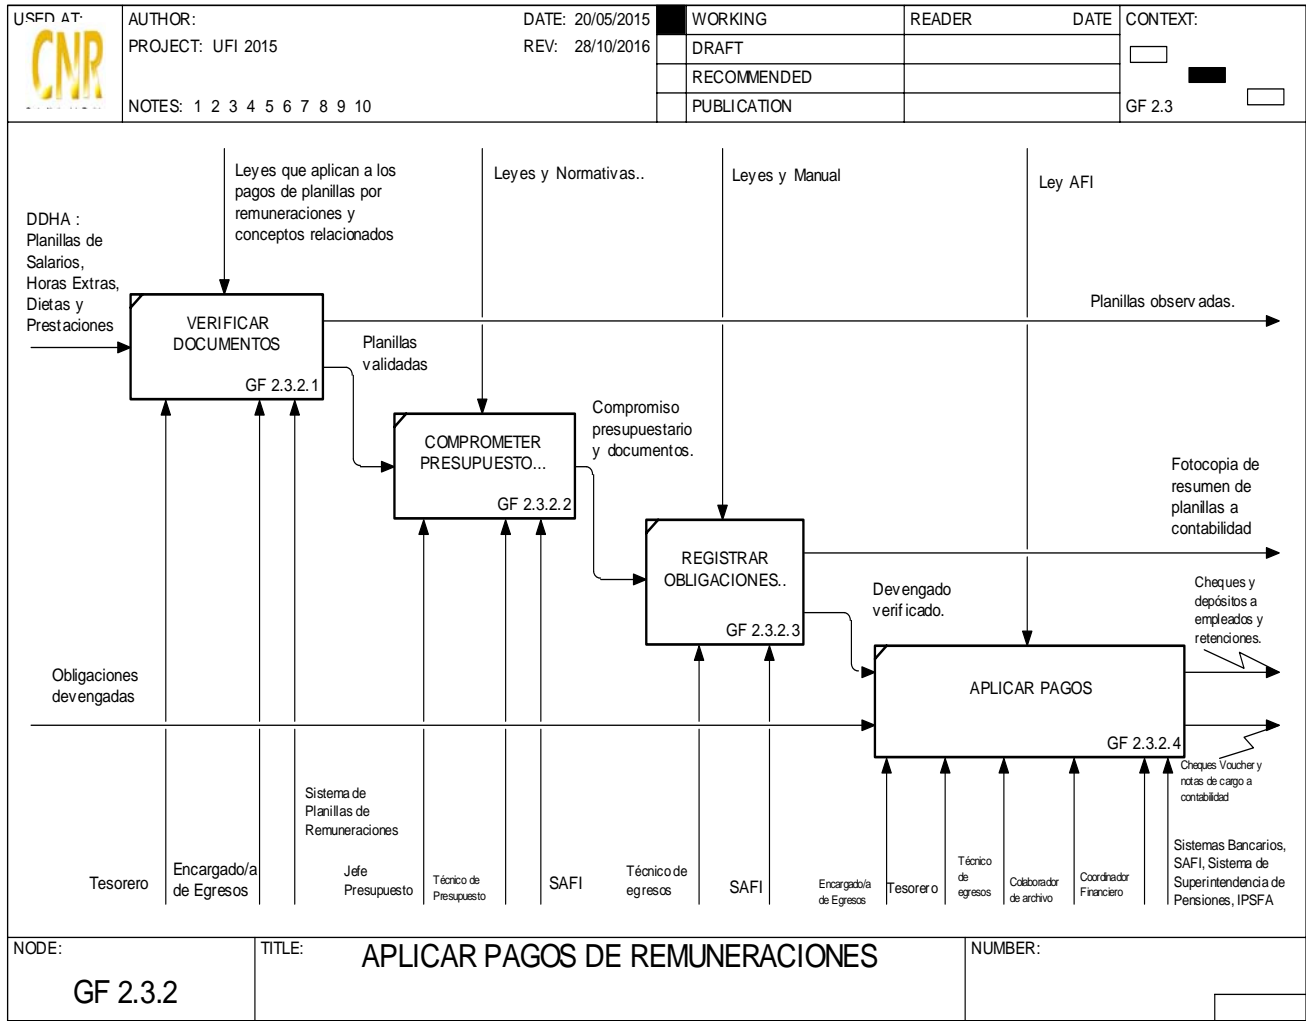 USED AT:
AUTHOR:
DATE: 20/05/2015
WORKING
READER
DATE
CONTEXT:
CNR
PROJECT: UFI 2015
REV: 28/10/2016
DRAFT
RECOMMENDED
NOTES: 1 2 3 4 5 6 7 8 9 10
PUBLICATION
GF 2.3
Leyes que aplican a los
pagos de planillas por
remuneraciones y
conceptos relacionados
Leyes y Normativas..
Leyes y Manual
Ley AFI
DDHA :
Planillas de
Salarios,
Horas Extras,
Dietas y
Prestaciones
VERIFICAR
DOCUMENTOS
GF 2.3.2.1
Planillas observadas.
Planillas
validadas
COMPROMETER
PRESUPUESTO...
GF 2.3.2.2
Compromiso
presupuestario
y documentos.
Fotocopia de
resumen de
planillas a
contabilidad
REGISTRAR
OBLIGACIONES..
GF 2.3.2.3
Devengado
verificado.
Cheques y
depósitos a
empleados y
retenciones.
Obligaciones
devengadas
APLICAR PAGOS
GF 2.3.2.4
Cheques Voucher y
notas de cargo a
contabilidad
Tesorero
Encargado/a
de Egresos
Sistema de
Planillas de
Remuneraciones
Jefe
Presupuesto
Técnico de
Presupuesto
SAFI
Técnico de
egresos
SAFI
Encargado/a
de Egresos
Tesorero
Técnico
de
egresos
Colaborador
de archivo
Coordinador
Financiero
Sistemas Bancarios,
SAFI, Sistema de
Superintendencia de
Pensiones, IPSFA
NODE:
GF 2.3.2
TITLE:
APLICAR PAGOS DE REMUNERACIONES
NUMBER: